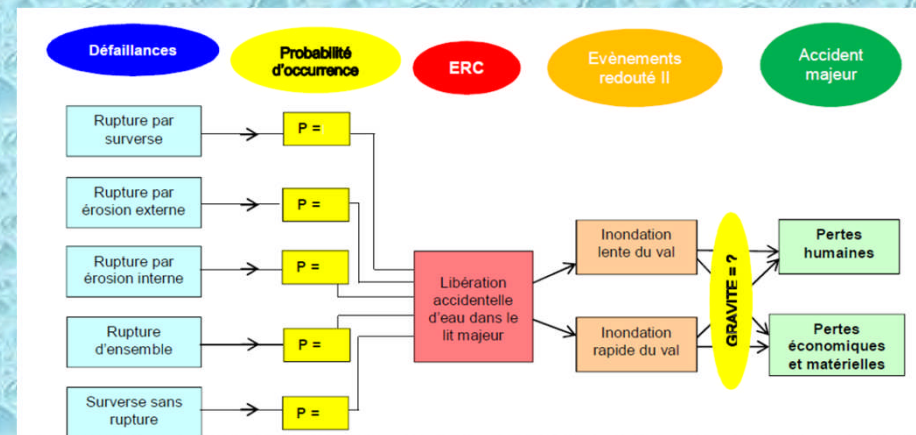 Défaillances
Probabilité
d'occurrence
ERC
Evènements
redouté II
Accident
majeur
Rupture par
surverse
P =
Rupture par
érosion externe
P =
Rupture par
érosion interne
P =
Rupture
d'ensemble
P =
Surverse sans
rupture
P =
Libération
accidentelle
d'eau dans le
lit majeur
Inondation
lente du val
Inondation
rapide du val
GRAVITE = ?
Pertes
humaines
Pertes
économiques
et matérielles